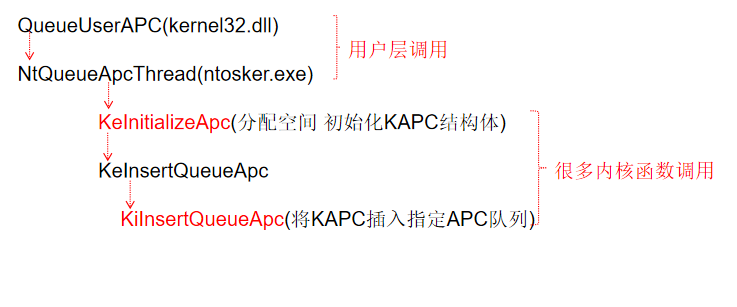 QueueUserAPC(kernel32.dll)
用户层调用
NtQueueApcThread(ntosker.exe)
KeInitializeApc(分配空间 初始化KAPC结构体)
KeInsertQueueApc
很多内核函数调用
KiInsertQueueApc(将KAPC插入指定APC队列)